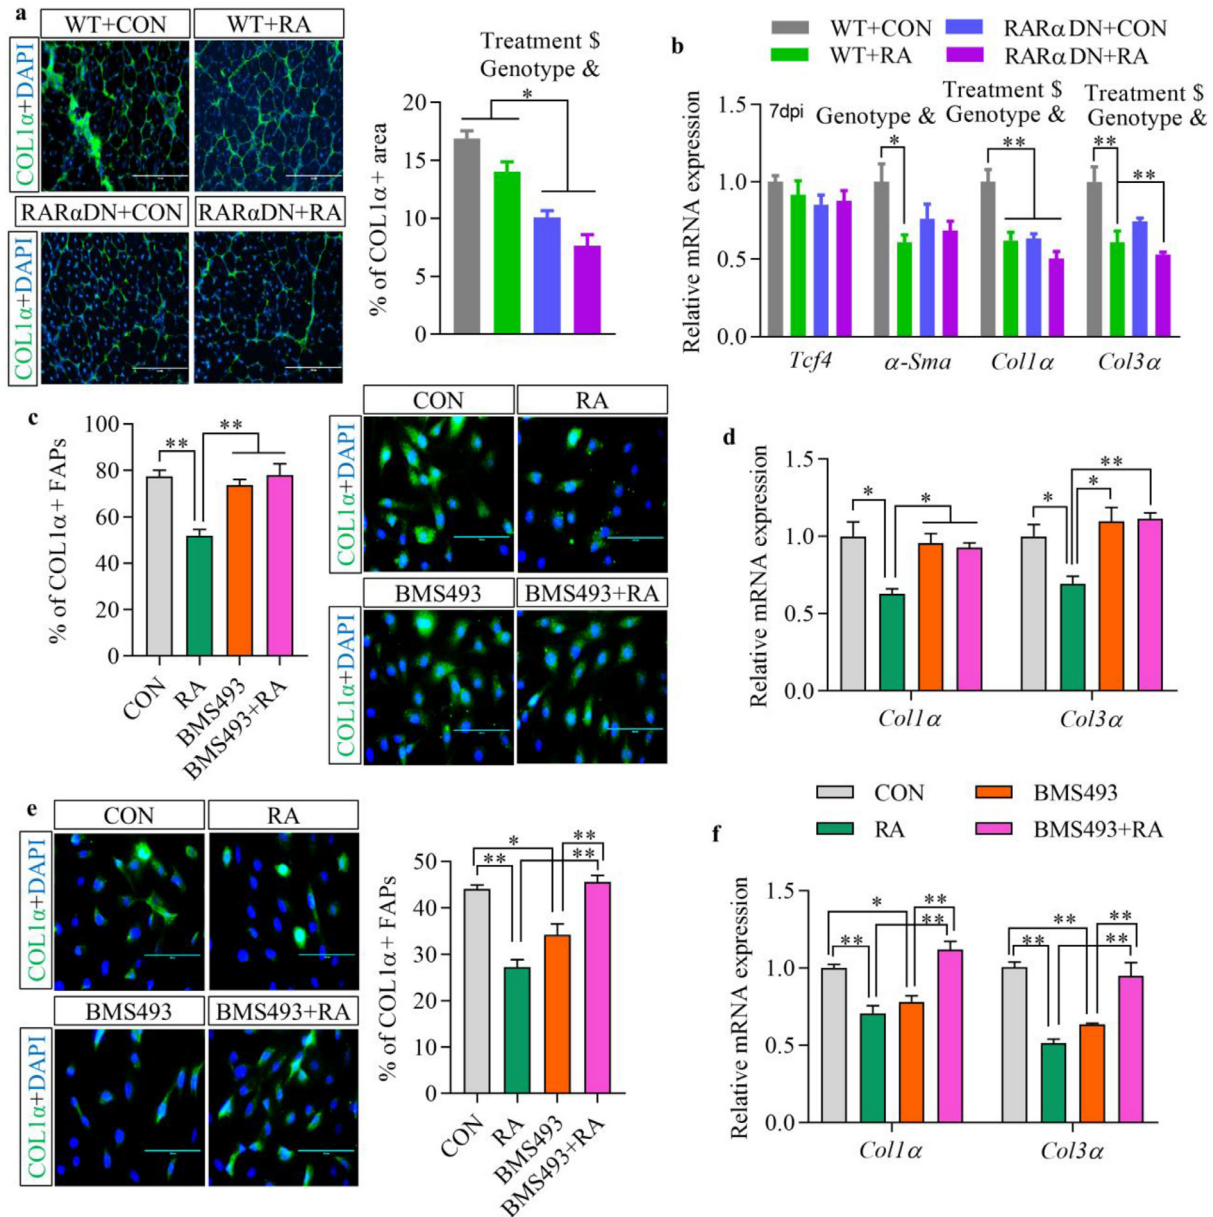 a
WT+CON
WT+RA
COL1α+DAPI
RARαDN+CON
RARαDN+RA
COL1α+DAPI
Treatment $
Genotype &
*
% of COL1α+ area
20
15
10
5
0
b
WT+CON
RARαDN+CON
WT+RA
RARαDN+RA
7dpi
Genotype &
Treatment $
Genotype &
Treatment $
Genotype &
*
**
**
**
Relative mRNA expression
1.5
1.0
0.5
0.0
Tcf4
α-Sma
Col1α
Col3α
c
% of COL1α+ FAPs
100
80
60
40
20
0
**
**
CON
RA
BMS493
BMS493+RA
CON
RA
COL1α+DAPI
BMS493
BMS493+RA
COL1α+DAPI
d
Relative mRNA expression
1.5
1.0
0.5
0.0
*
*
*
*
**
Col1α
Col3α
CON
BMS493
RA
BMS493+RA
e
CON
RA
COL1α+DAPI
BMS493
BMS493+RA
COL1α+DAPI
% of COL1α+ FAPs
50
40
30
20
10
0
*
**
**
**
CON
RA
BMS493
BMS493+RA
f
Relative mRNA expression
1.5
1.0
0.5
0.0
*
**
**
**
**
**
**
**
Col1α
Col3α